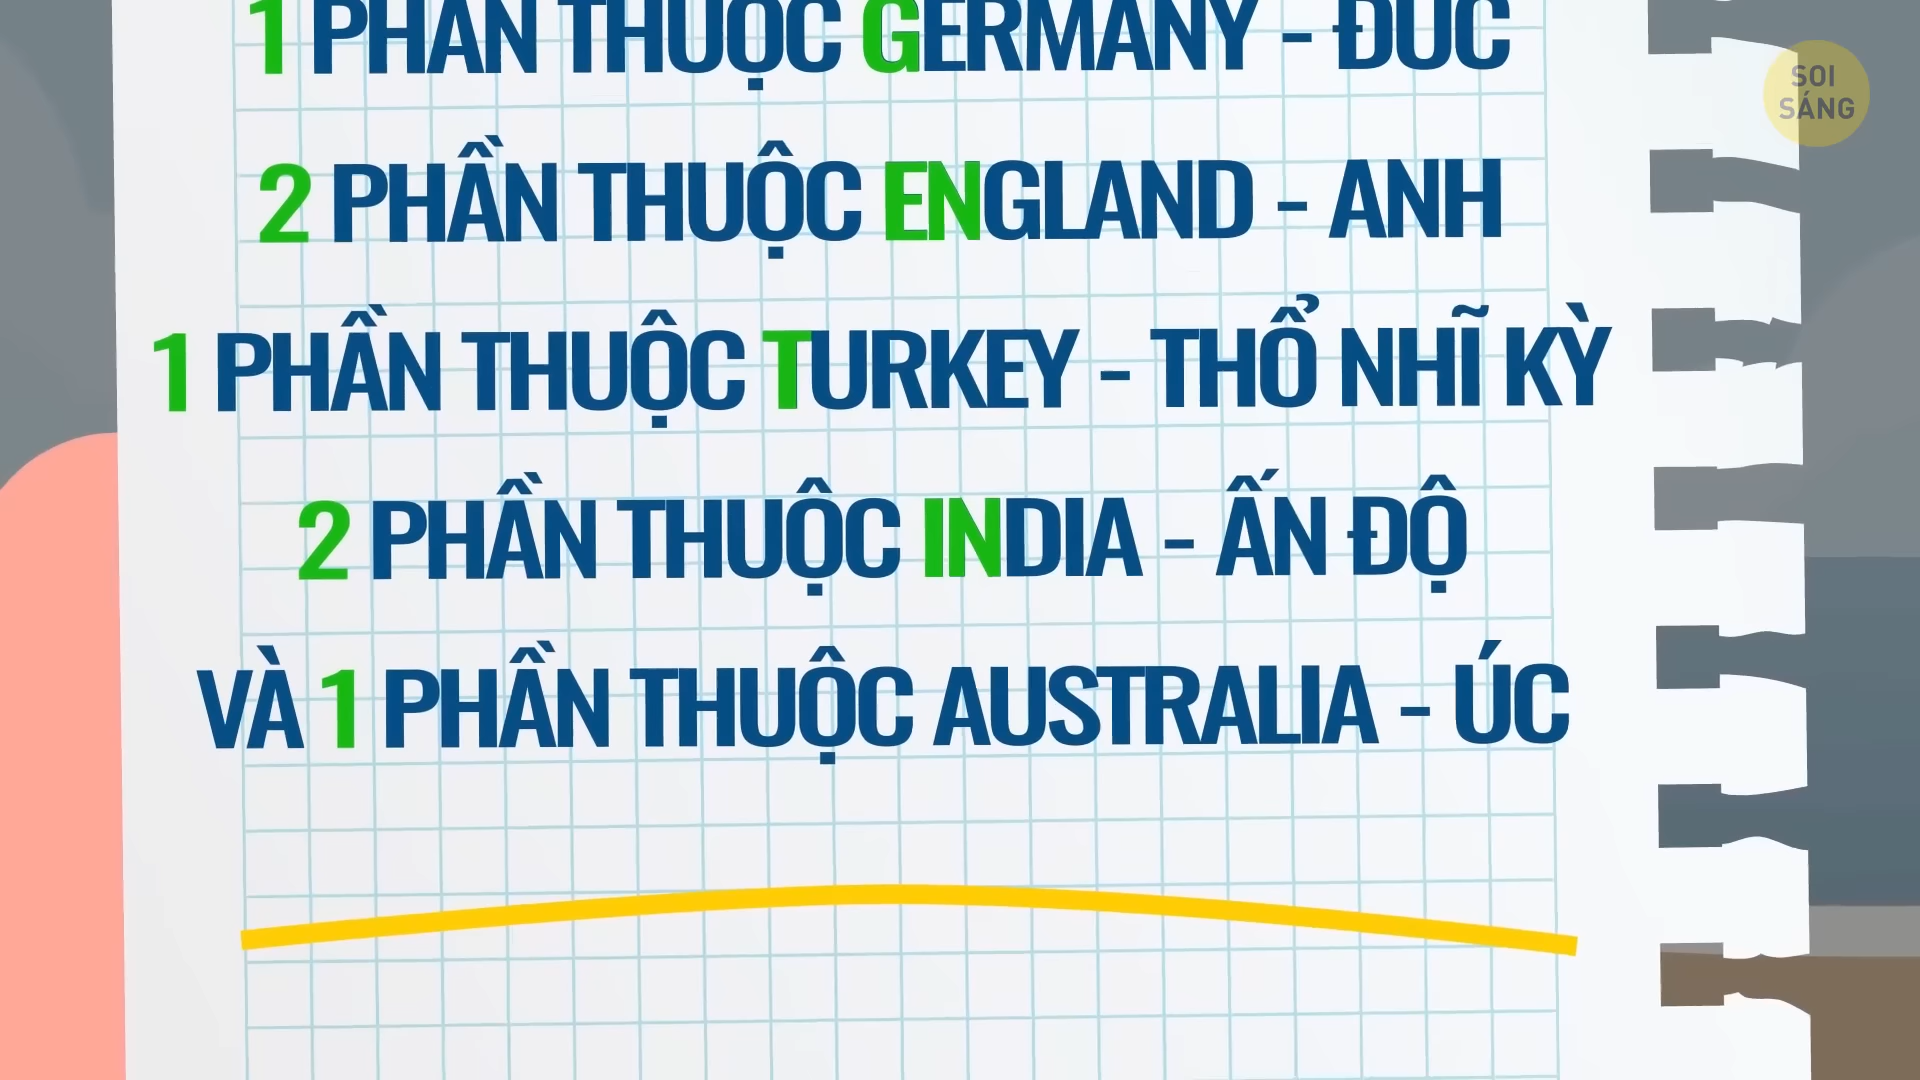 1 PHẦN THUỘC GERMANY - ĐỨC
SOI
SÁNG
2 PHẦN THUỘC ENGLAND - ANH
1 PHẦN THUỘC TURKEY - THỔ NHĨ KỲ
2 PHẦN THUỘC INDIA - ẤN ĐỘ
VÀ 1 PHẦN THUỘC AUSTRALIA - ÚC